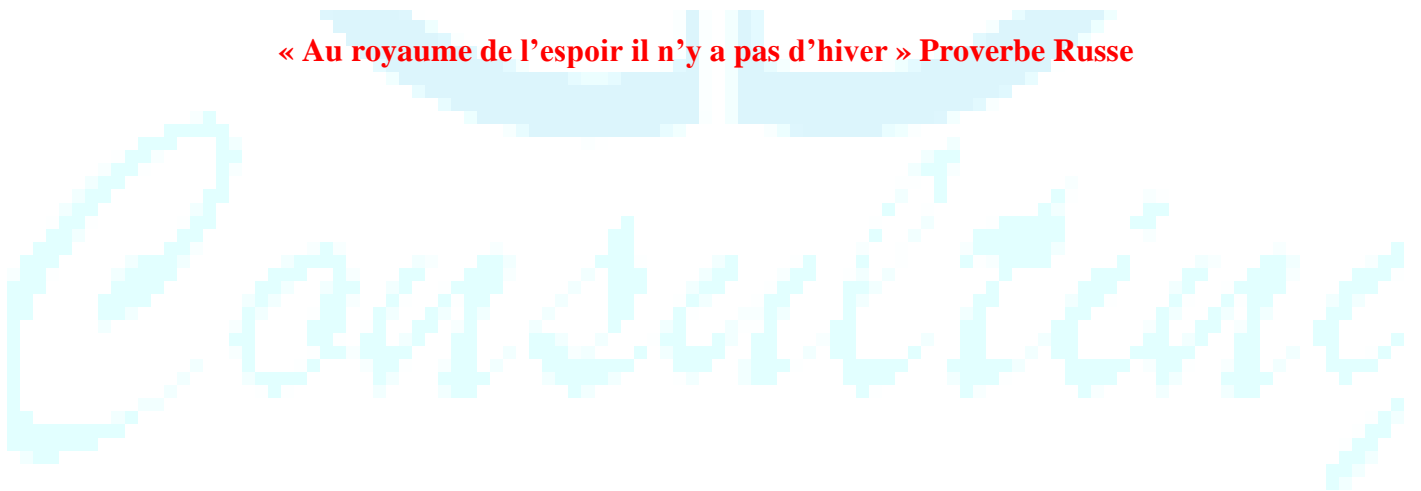 « Au royaume de l’espoir il n’y a pas d’hiver » Proverbe Russe
Consulting